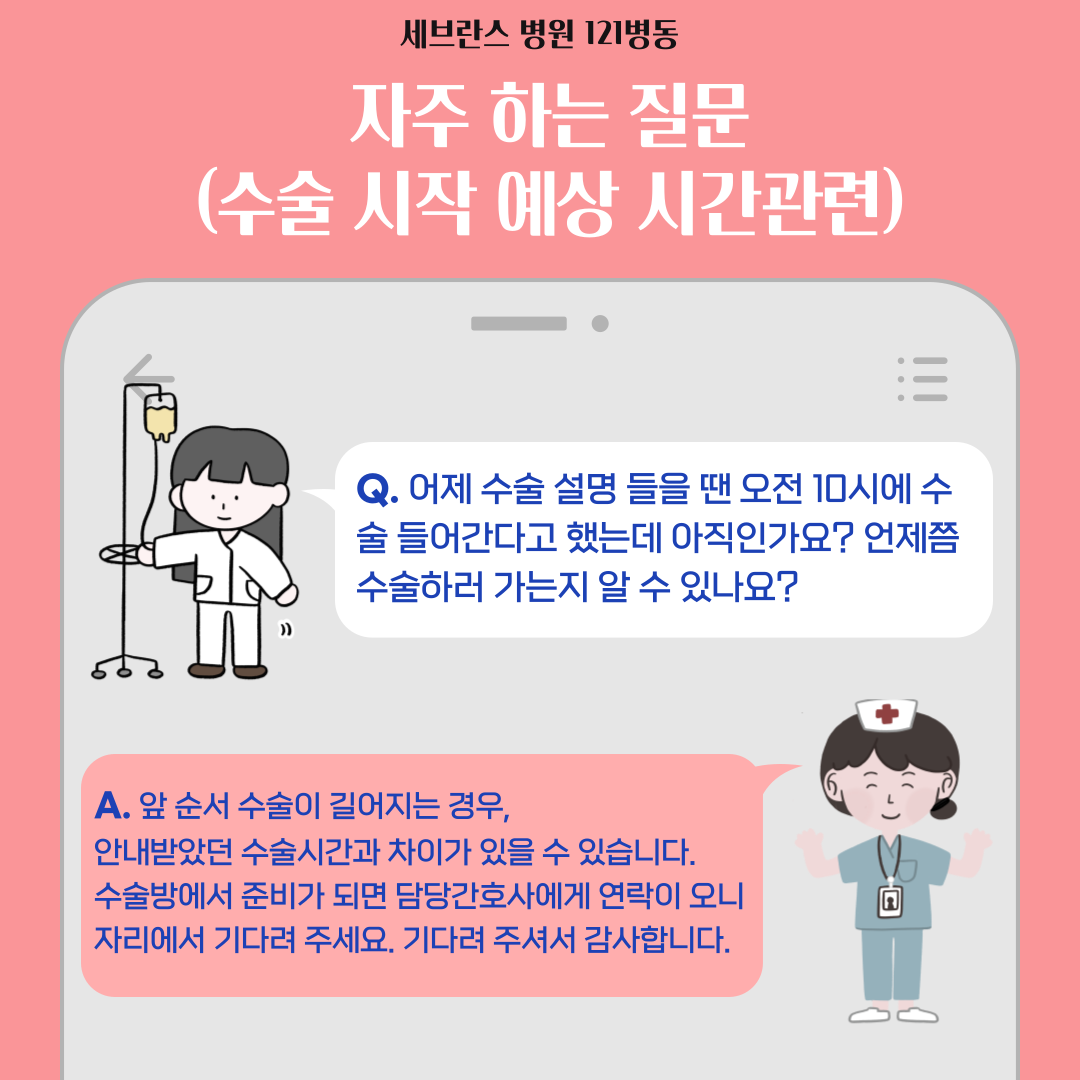 세브란스 병원 121병동
자주 하는 질문
(수술 시작 예상 시간관련)
Q. 어제 수술 설명 들을 땐 오전 10시에 수
술 들어간다고 했는데 아직인가요? 언제쯤
수술하러 가는지 알 수 있나요?
A. 앞 순서 수술이 길어지는 경우,
안내받았던 수술시간과 차이가 있을 수 있습니다.
수술방에서 준비가 되면 담당간호사에게 연락이 오니
자리에서 기다려 주세요. 기다려 주셔서 감사합니다.